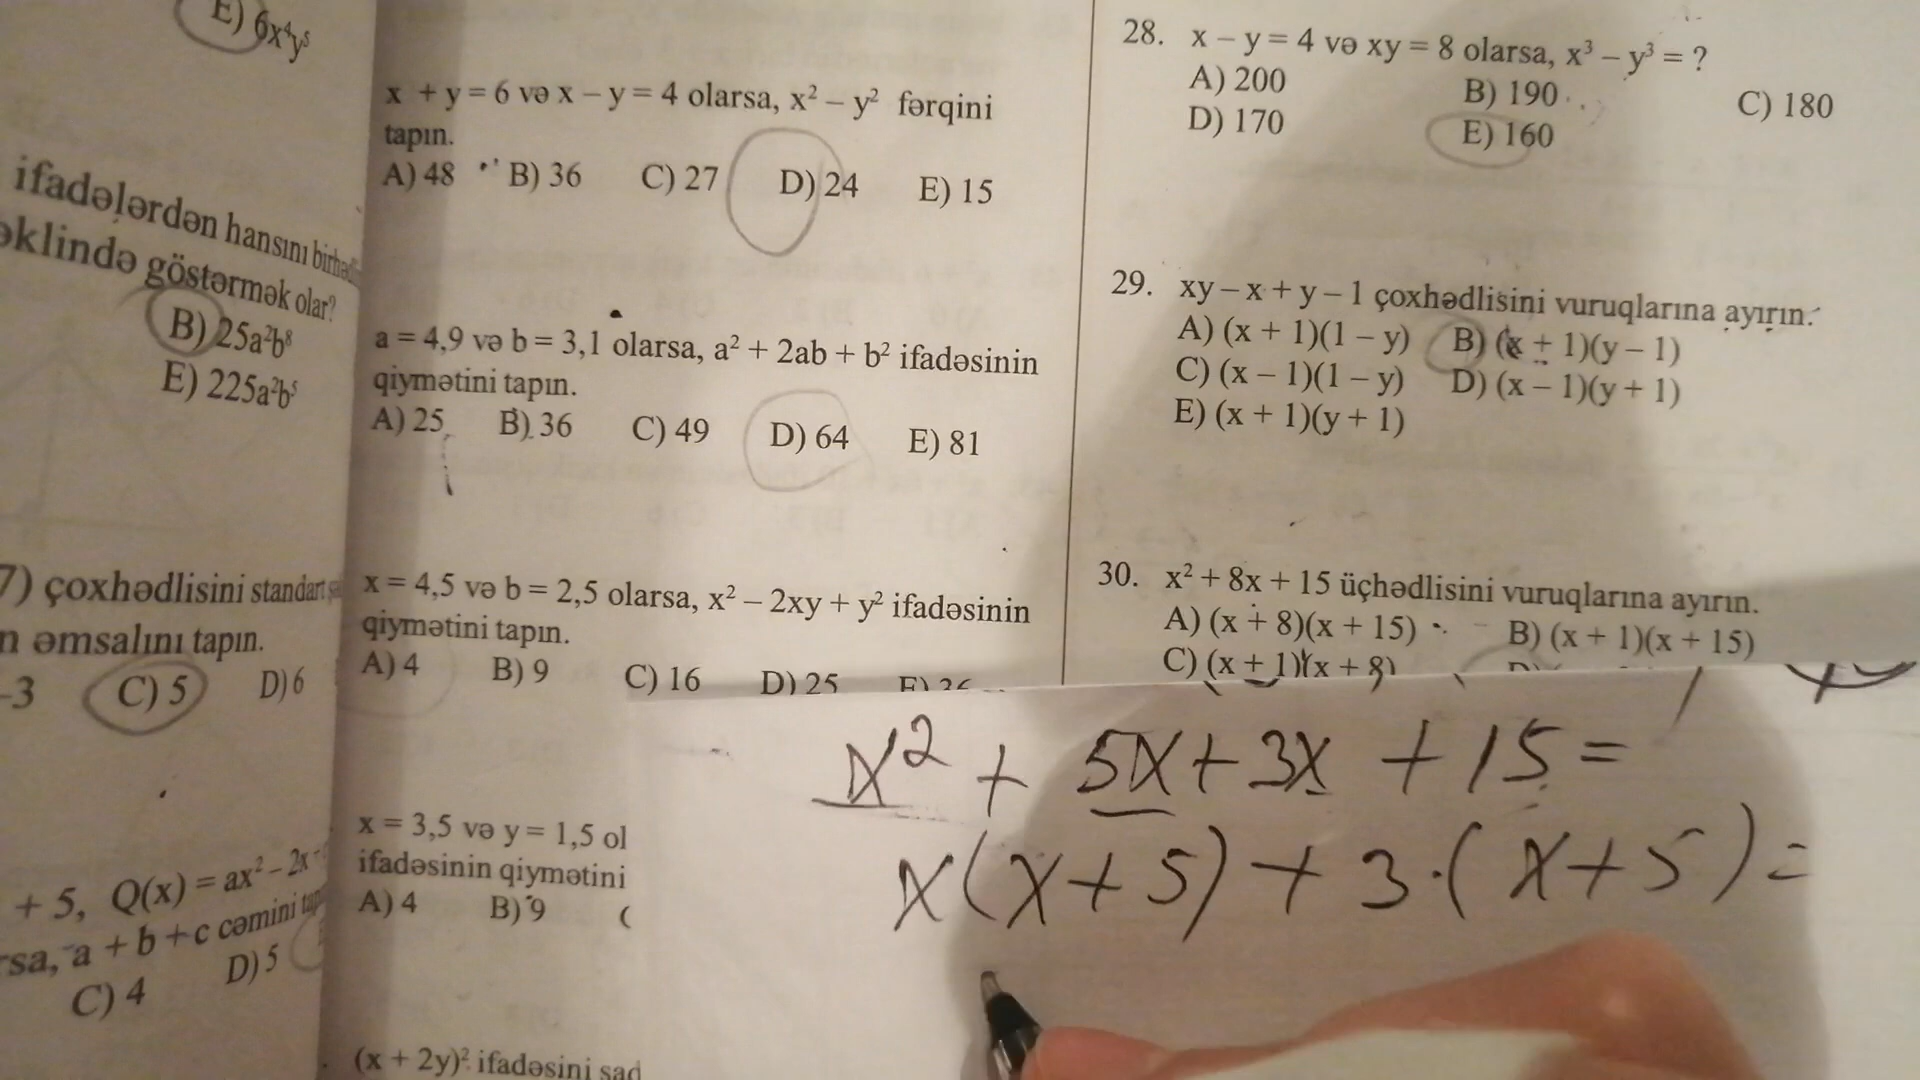 E) 6x⁴y⁵
ifadələrdən hansını
əklində göstərmək olar?
B) 25a²b⁸
E) 225a²b⁵
7) çoxhədlisini standart
n əmsalını tapın.
-3 C) 5 D) 6
+ 5, Q(x) = ax² – 2x
rsa, a + b + c cəmini
C) 4 D) 5
x + y = 6 və x – y = 4 olarsa, x² – y² fərqini
tapın.
A) 48 B) 36 C) 27 D) 24 E) 15
a = 4,9 və b = 3,1 olarsa, a² + 2ab + b² ifadəsinin
qiymətini tapın.
A) 25 B) 36 C) 49 D) 64 E) 81
x = 4,5 və b = 2,5 olarsa, x² – 2xy + y² ifadəsinin
qiymətini tapın.
A) 4 B) 9 C) 16 D) 25
x = 3,5 və y = 1,5 ol
ifadəsinin qiymətini
A) 4 B) 9 (
(x + 2y)² ifadəsini sad
28. x – y = 4 və xy = 8 olarsa, x³ – y³ = ?
A) 200 B) 190 C) 180
D) 170 E) 160
29. xy – x + y – 1 çoxhədlisini vuruqlarına ayırın.
A) (x + 1)(1 – y) B) (x + 1)(y – 1)
C) (x – 1)(1 – y) D) (x – 1)(y + 1)
E) (x + 1)(y + 1)
30. x² + 8x + 15 üçhədlisini vuruqlarına ayırın.
A) (x + 8)(x + 15) B) (x + 1)(x + 15)
C) (x + 1)(x + 8)
x² + 5x + 3x + 15 =
x(x + 5) + 3·(x + 5) =